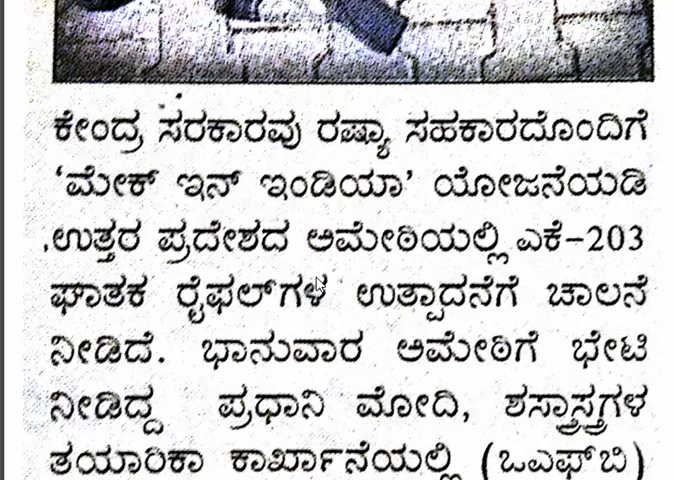 ಕೇಂದ್ರ ಸರಕಾರವು ರಷ್ಯಾ ಸಹಕಾರದೊಂದಿಗೆ
‘ಮೇಕ್ ಇನ್ ಇಂಡಿಯಾ’ ಯೋಜನೆಯಡಿ
ಉತ್ತರ ಪ್ರದೇಶದ ಅಮೇಠಿಯಲ್ಲಿ ಎಕೆ–203
ಘಾತಕ ರೈಫಲ್‌ಗಳ ಉತ್ಪಾದನೆಗೆ ಚಾಲನೆ
ನೀಡಿದೆ. ಭಾನುವಾರ ಅಮೇಠಿಗೆ ಭೇಟಿ
ನೀಡಿದ್ದ ಪ್ರಧಾನಿ ಮೋದಿ, ಶಸ್ತ್ರಾಸ್ತ್ರಗಳ
ತಯಾರಿಕಾ ಕಾರ್ಖಾನೆಯಲ್ಲಿ (ಒಎಫ್‌ಬಿ)